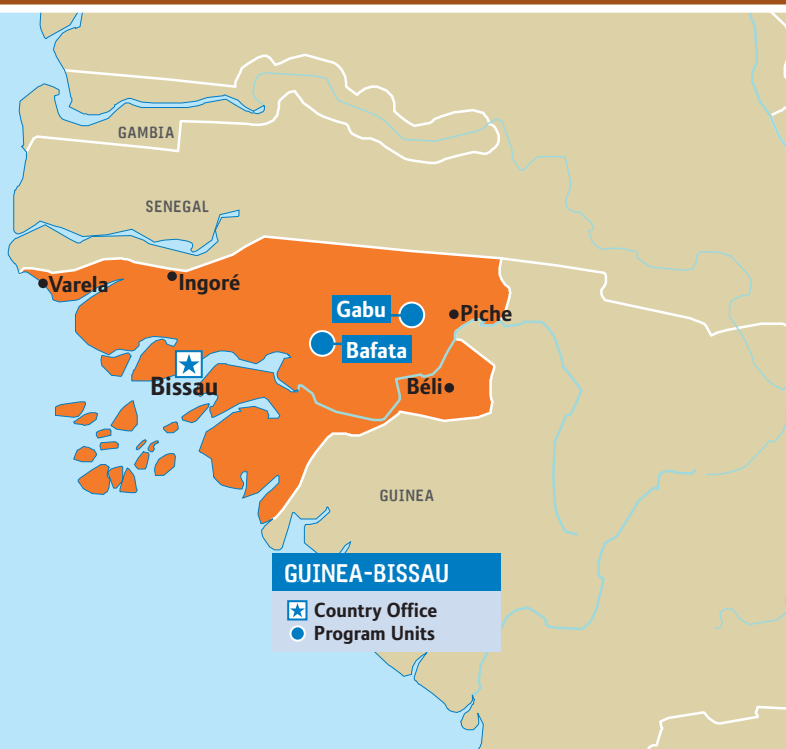 GAMBIA
SENEGAL
Varela
Ingoré
Gabu
Piche
Bafata
Bissau
Béli
GUINEA
GUINEA-BISSAU
Country Office
Program Units